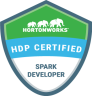 HORTONWORKS
HDP CERTIFIED
SPARK
DEVELOPER